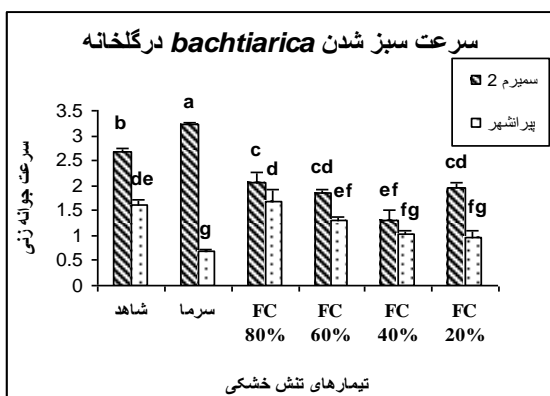 سرعت سبز شدن bachtiarica درگلخانه
سمیرم 2
پیرانشهر
سرعت جوانه زنی
3.5
3
2.5
2
1.5
1
0.5
0
b
de
a
g
c
d
cd
ef
ef
fg
cd
fg
شاهد
سرما
FC
80%
FC
60%
FC
40%
FC
20%
تیمارهای تنش خشکی